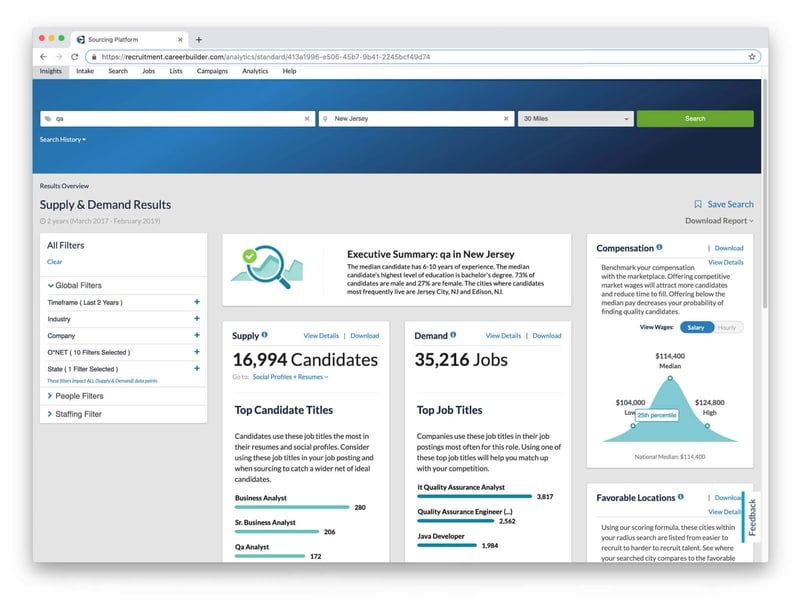 Sourcing Platform
https://recruitment.careerbuilder.com/analytics/standard/413a1996-e506-45b7-9b41-2245bcf49d74
Insights Intake Search Jobs Lists Campaigns Analytics Help
qa
New Jersey
30 Miles
Search
Search History
Results Overview
Supply & Demand Results
2 years (March 2017 - February 2019)
Save Search
Download Report
All Filters
Clear
Global Filters
Timeframe ( Last 2 Years )
Industry
Company
O*NET ( 10 Filters Selected )
State ( 1 Filter Selected )
These filters impact ALL (Supply & Demand) data points
People Filters
Staffing Filter
Executive Summary: qa in New Jersey
The median candidate has 6-10 years of experience. The median
candidate's highest level of education is bachelor's degree. 73% of
candidates are male and 27% are female. The cities where candidates
most frequently live are Jersey City, NJ and Edison, NJ.
Supply
View Details | Download
16,994 Candidates
Go to: Social Profiles + Resumes
Top Candidate Titles
Candidates use these job titles the most in
their resumes and social profiles. Consider
using these titles in your job posting and
when sourcing to catch a wider net of ideal
candidates.
Business Analyst
280
Sr. Business Analyst
206
Qa Analyst
172
Demand
View Details | Download
35,216 Jobs
Top Job Titles
Companies use these job titles in their job
postings most often for this role. Using one of
these top job titles will help you match up
with your competition.
It Quality Assurance Analyst
3,817
Quality Assurance Engineer (...)
2,562
Java Developer
1,984
Compensation
| Download
View Details
Benchmark your compensation
with the marketplace. Offering competitive
market wages will attract more candidates
and reduce time to fill. Offering below the
median pay decreases your probability of
finding quality candidates.
View Wages: Salary Hourly
$114,400
Median
$104,000
Low
25th percentile
$124,800
High
National Median: $114,400
Favorable Locations
| Download
View Details
Using our scoring formula, these cities within
your radius search are listed from easier to
recruit to harder to recruit talent. See where
your searched city compares to the favorable
Feedback